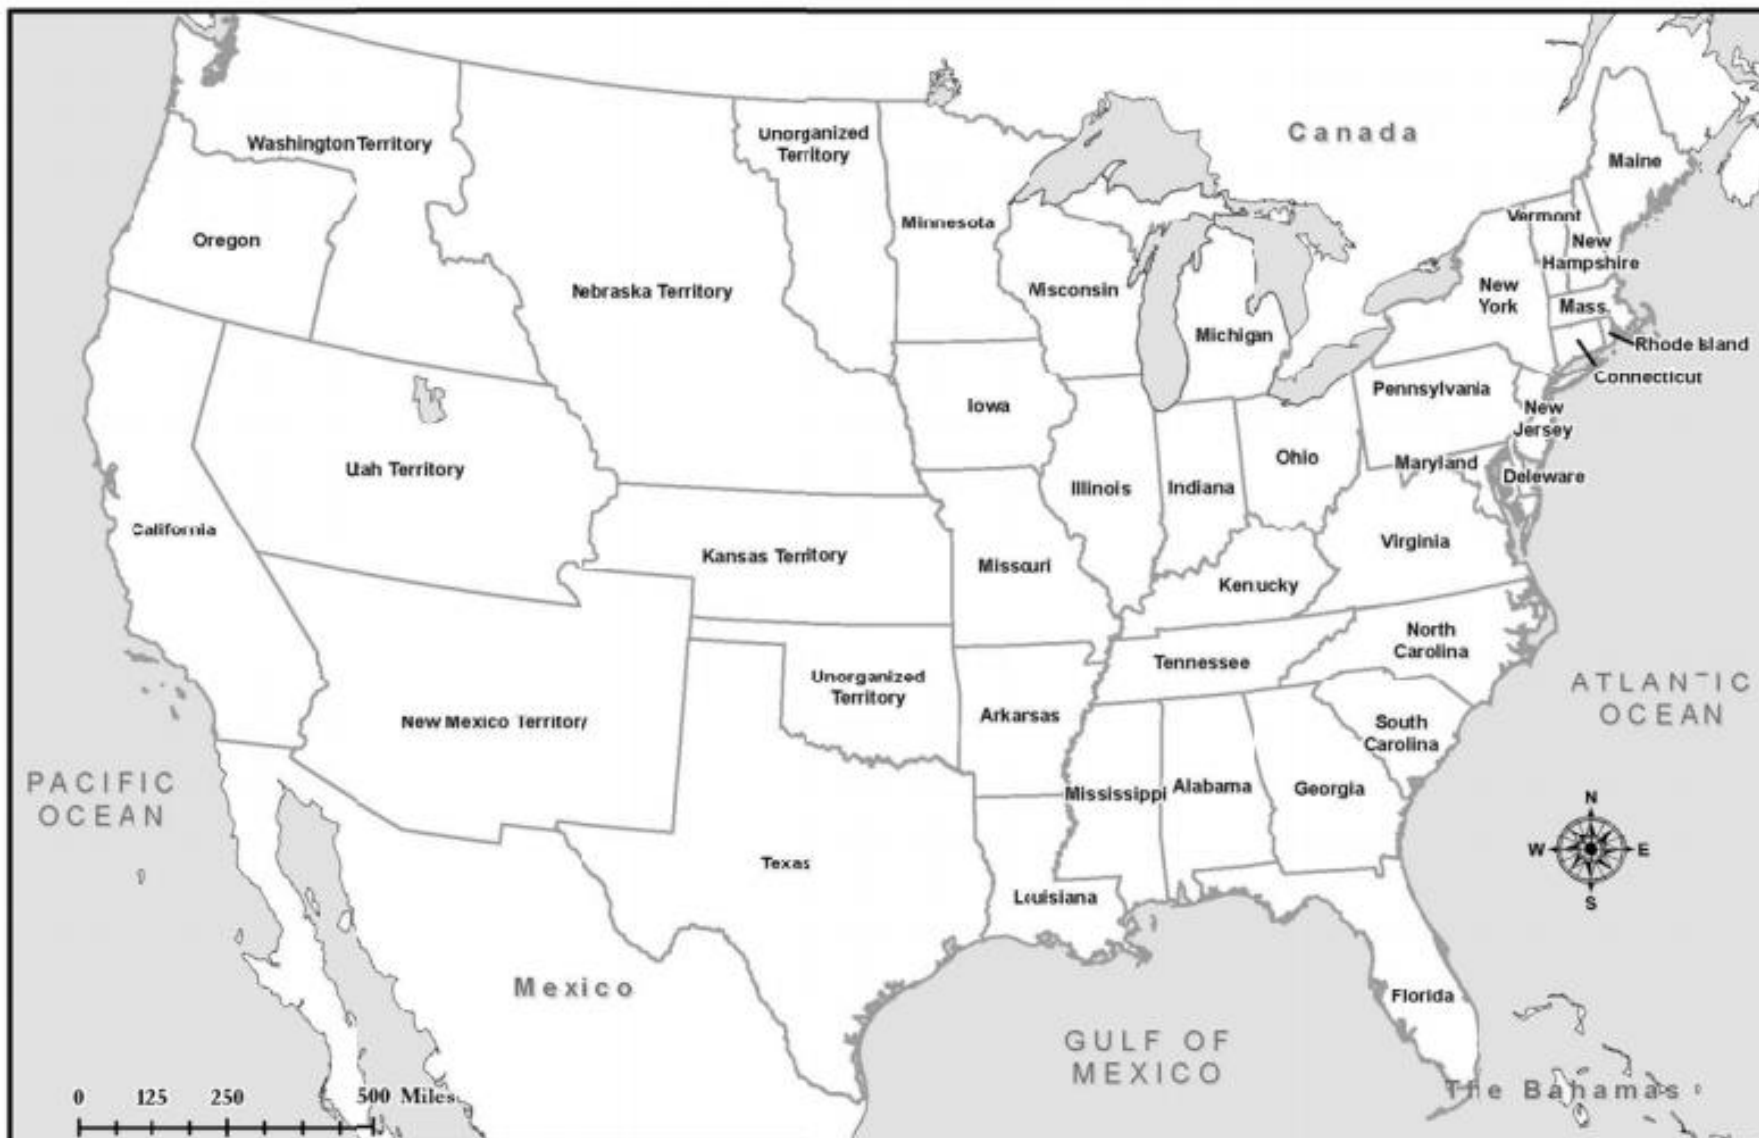 Canada
Washington Territory
Unorganized
Territory
Maine
Oregon
Minnesota
Vermont
New
Hampshire
Nebraska Territory
Wisconsin
Michigan
New
York
Mass.
Rhode Island
Connecticut
Pennsylvania
New
Jersey
Iowa
Utah Territory
Illinois
Indiana
Ohio
Maryland
Deleware
California
Kansas Territory
Missouri
Kentucky
Virginia
New Mexico Territory
Unorganized
Territory
Arkansas
Tennessee
North
Carolina
South
Carolina
ATLANTIC
OCEAN
PACIFIC
OCEAN
Texas
Louisiana
Mississippi
Alabama
Georgia
N
W
E
S
Mexico
Florida
GULF OF
MEXICO
The Bahamas
0 125 250 500 Miles